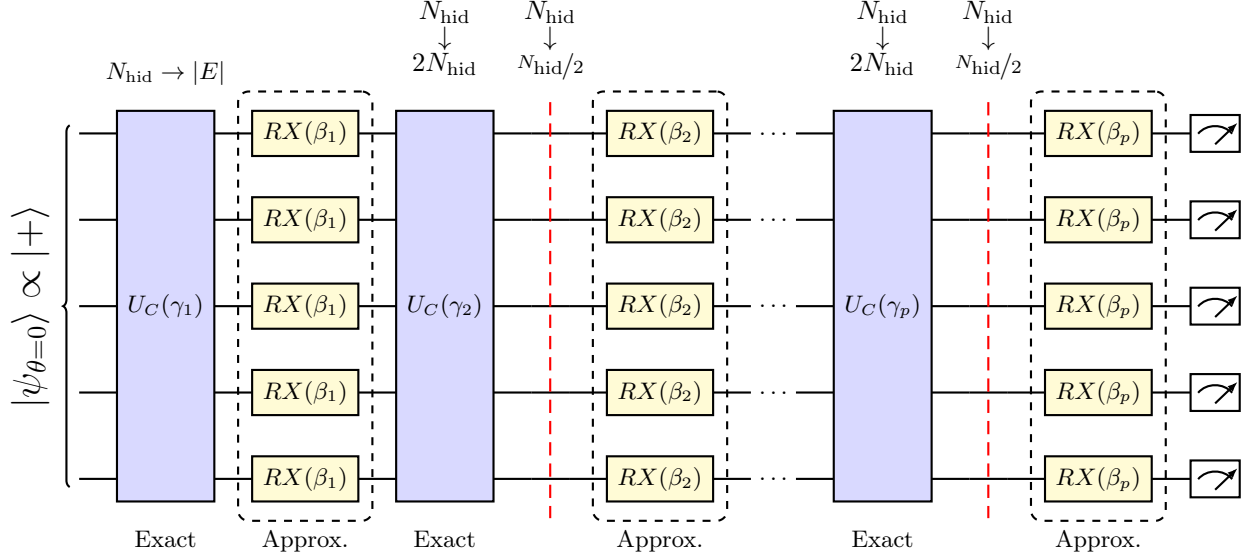 N_hid N_hid N_hid N_hid
↓ ↓ ↓ ↓
N_hid → |E| 2N_hid N_hid/2 2N_hid N_hid/2
|ψ_{θ=0}⟩ ∝ |+⟩
RX(β_1) RX(β_2) ··· RX(β_p)
RX(β_1) RX(β_2) ··· RX(β_p)
U_C(γ_1) RX(β_1) U_C(γ_2) RX(β_2) ··· U_C(γ_p) RX(β_p)
RX(β_1) RX(β_2) ··· RX(β_p)
RX(β_1) RX(β_2) ··· RX(β_p)
Exact Approx. Exact Approx. Exact Approx.